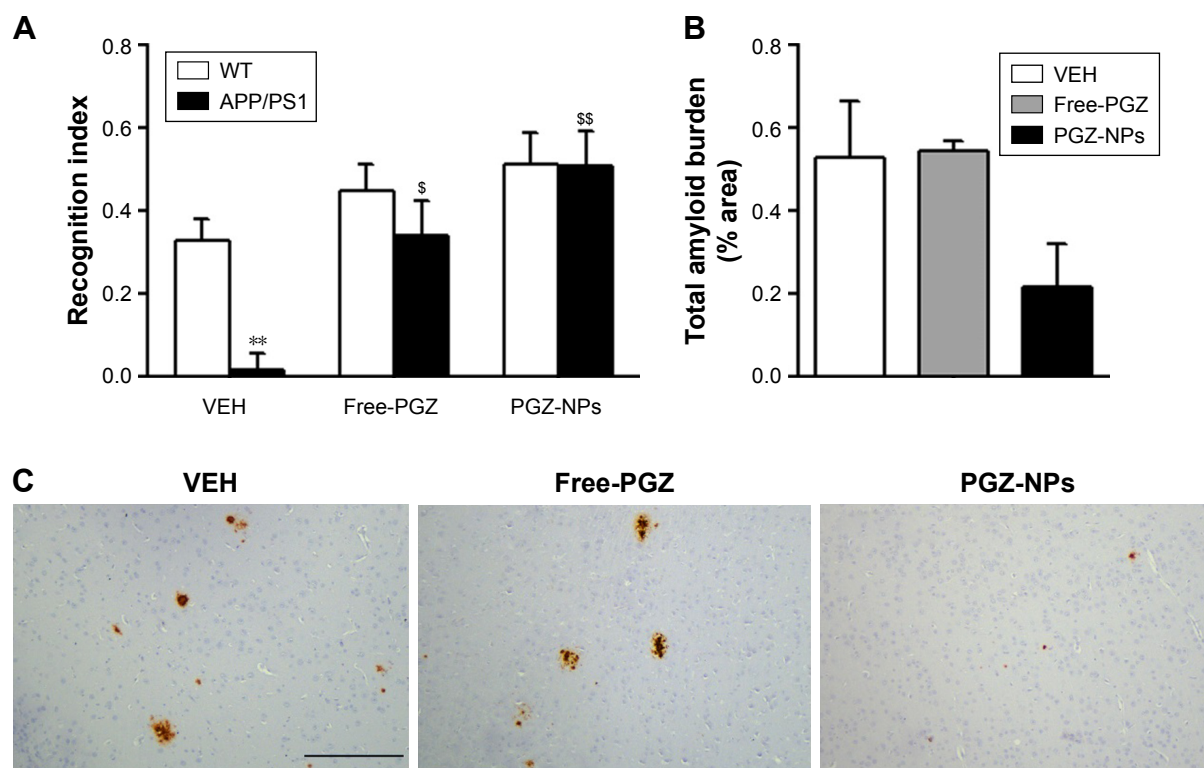 A
Recognition index
0.8
0.6
0.4
0.2
0.0
WT
APP/PS1
**
$
$$
VEH
Free-PGZ
PGZ-NPs
B
Total amyloid burden
(% area)
0.8
0.6
0.4
0.2
0.0
VEH
Free-PGZ
PGZ-NPs
C
VEH
Free-PGZ
PGZ-NPs